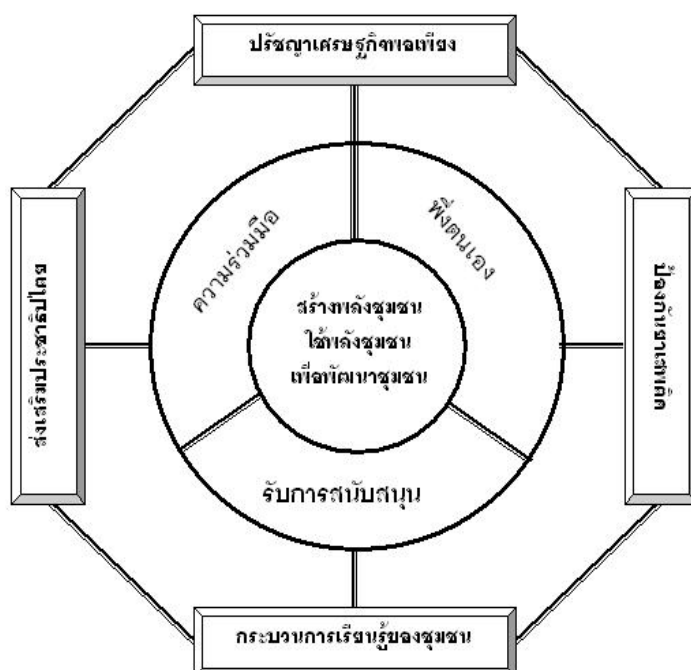 ปรัชญาเศรษฐกิจพอเพียง
ความร่วมมือ
พึ่งตนเอง
ส่งเสริมประชาธิปไตย
สร้างพลังชุมชน
ใช้พลังชุมชน
เพื่อพัฒนาชุมชน
ป้องกันยาเสพติด
รับการสนับสนุน
กระบวนการเรียนรู้ของชุมชน